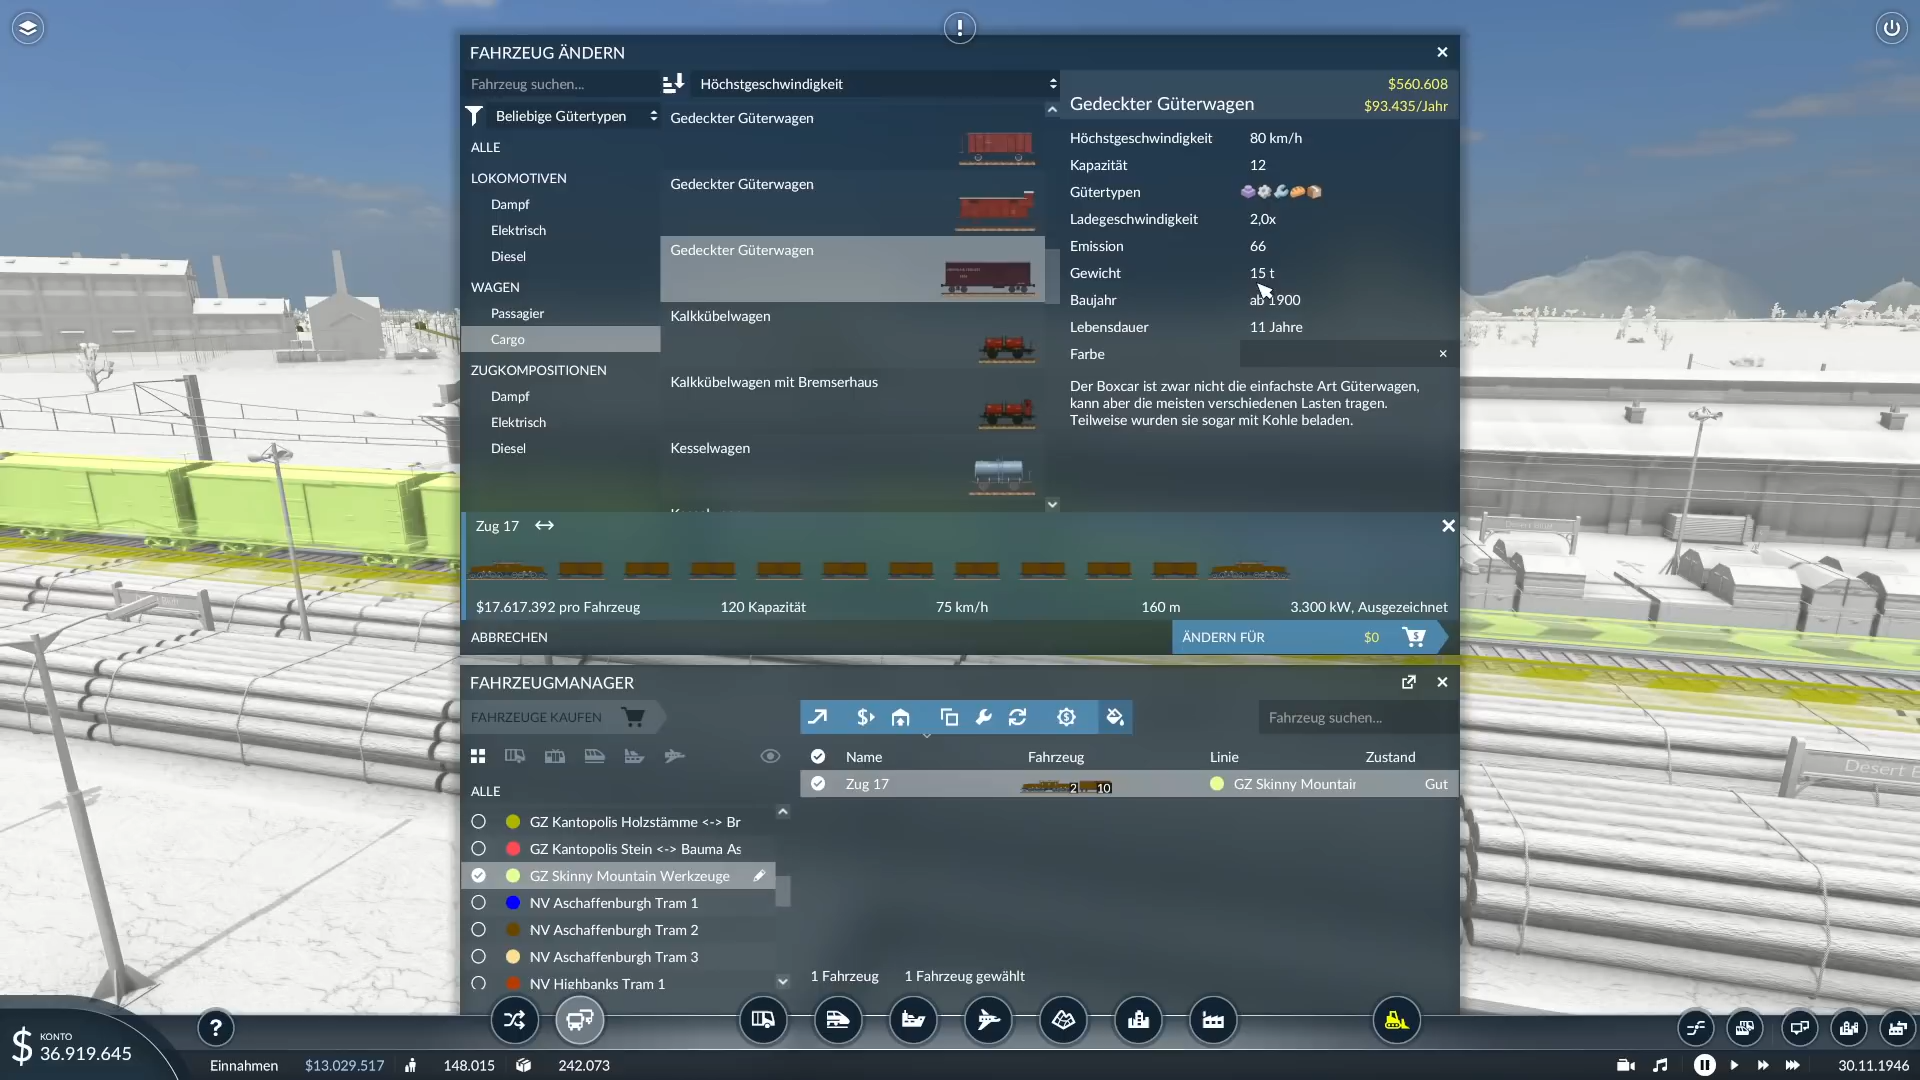 FAHRZEUG ÄNDERN
Fahrzeug suchen...
Höchstgeschwindigkeit
Beliebige Gütertypen
ALLE
LOKOMOTIVEN
Dampf
Elektrisch
Diesel
WAGEN
Passagier
Cargo
ZUGKOMPOSITIONEN
Dampf
Elektrisch
Diesel
Gedeckter Güterwagen
Gedeckter Güterwagen
Gedeckter Güterwagen
Kalkkübelwagen
Kalkkübelwagen mit Bremserhaus
Kesselwagen
$560.608
Gedeckter Güterwagen
$93.435/Jahr
Höchstgeschwindigkeit 80 km/h
Kapazität 12
Gütertypen
Ladegeschwindigkeit 2,0x
Emission 66
Gewicht 15 t
Baujahr ab 1900
Lebensdauer 11 Jahre
Farbe
Der Boxcar ist zwar nicht die einfachste Art Güterwagen,
kann aber die meisten verschiedenen Lasten tragen.
Teilweise wurden sie sogar mit Kohle beladen.
Zug 17
$17.617.392 pro Fahrzeug 120 Kapazität 75 km/h 160 m 3.300 kW, Ausgezeichnet
ABBRECHEN
ÄNDERN FÜR $0
FAHRZEUGMANAGER
FAHRZEUGE KAUFEN
Fahrzeug suchen...
ALLE
GZ Kantopolis Holzstämme <-> Br
GZ Kantopolis Stein <-> Bauma As
GZ Skinny Mountain Werkzeuge
NV Aschaffenburgh Tram 1
NV Aschaffenburgh Tram 2
NV Aschaffenburgh Tram 3
NV Highbanks Tram 1
Name Fahrzeug Linie Zustand
Zug 17 2 10 GZ Skinny Mountain Gut
1 Fahrzeug 1 Fahrzeug gewählt
Desert Bluff
KONTO
$ 36.919.645
?
Einnahmen $13.029.517 148.015 242.073
30.11.1946